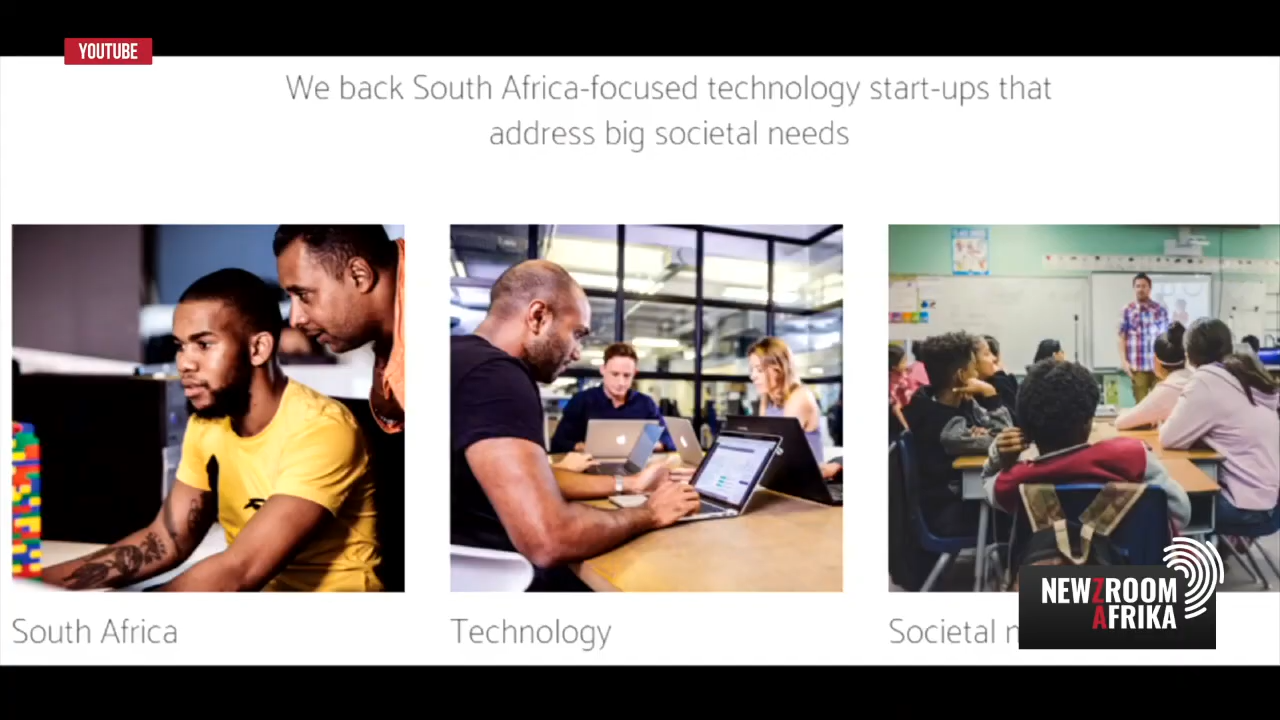 YOUTUBE
We back South Africa-focused technology start-ups that
address big societal needs
South Africa
Technology
Societal
NEWZROOM
AFRIKA